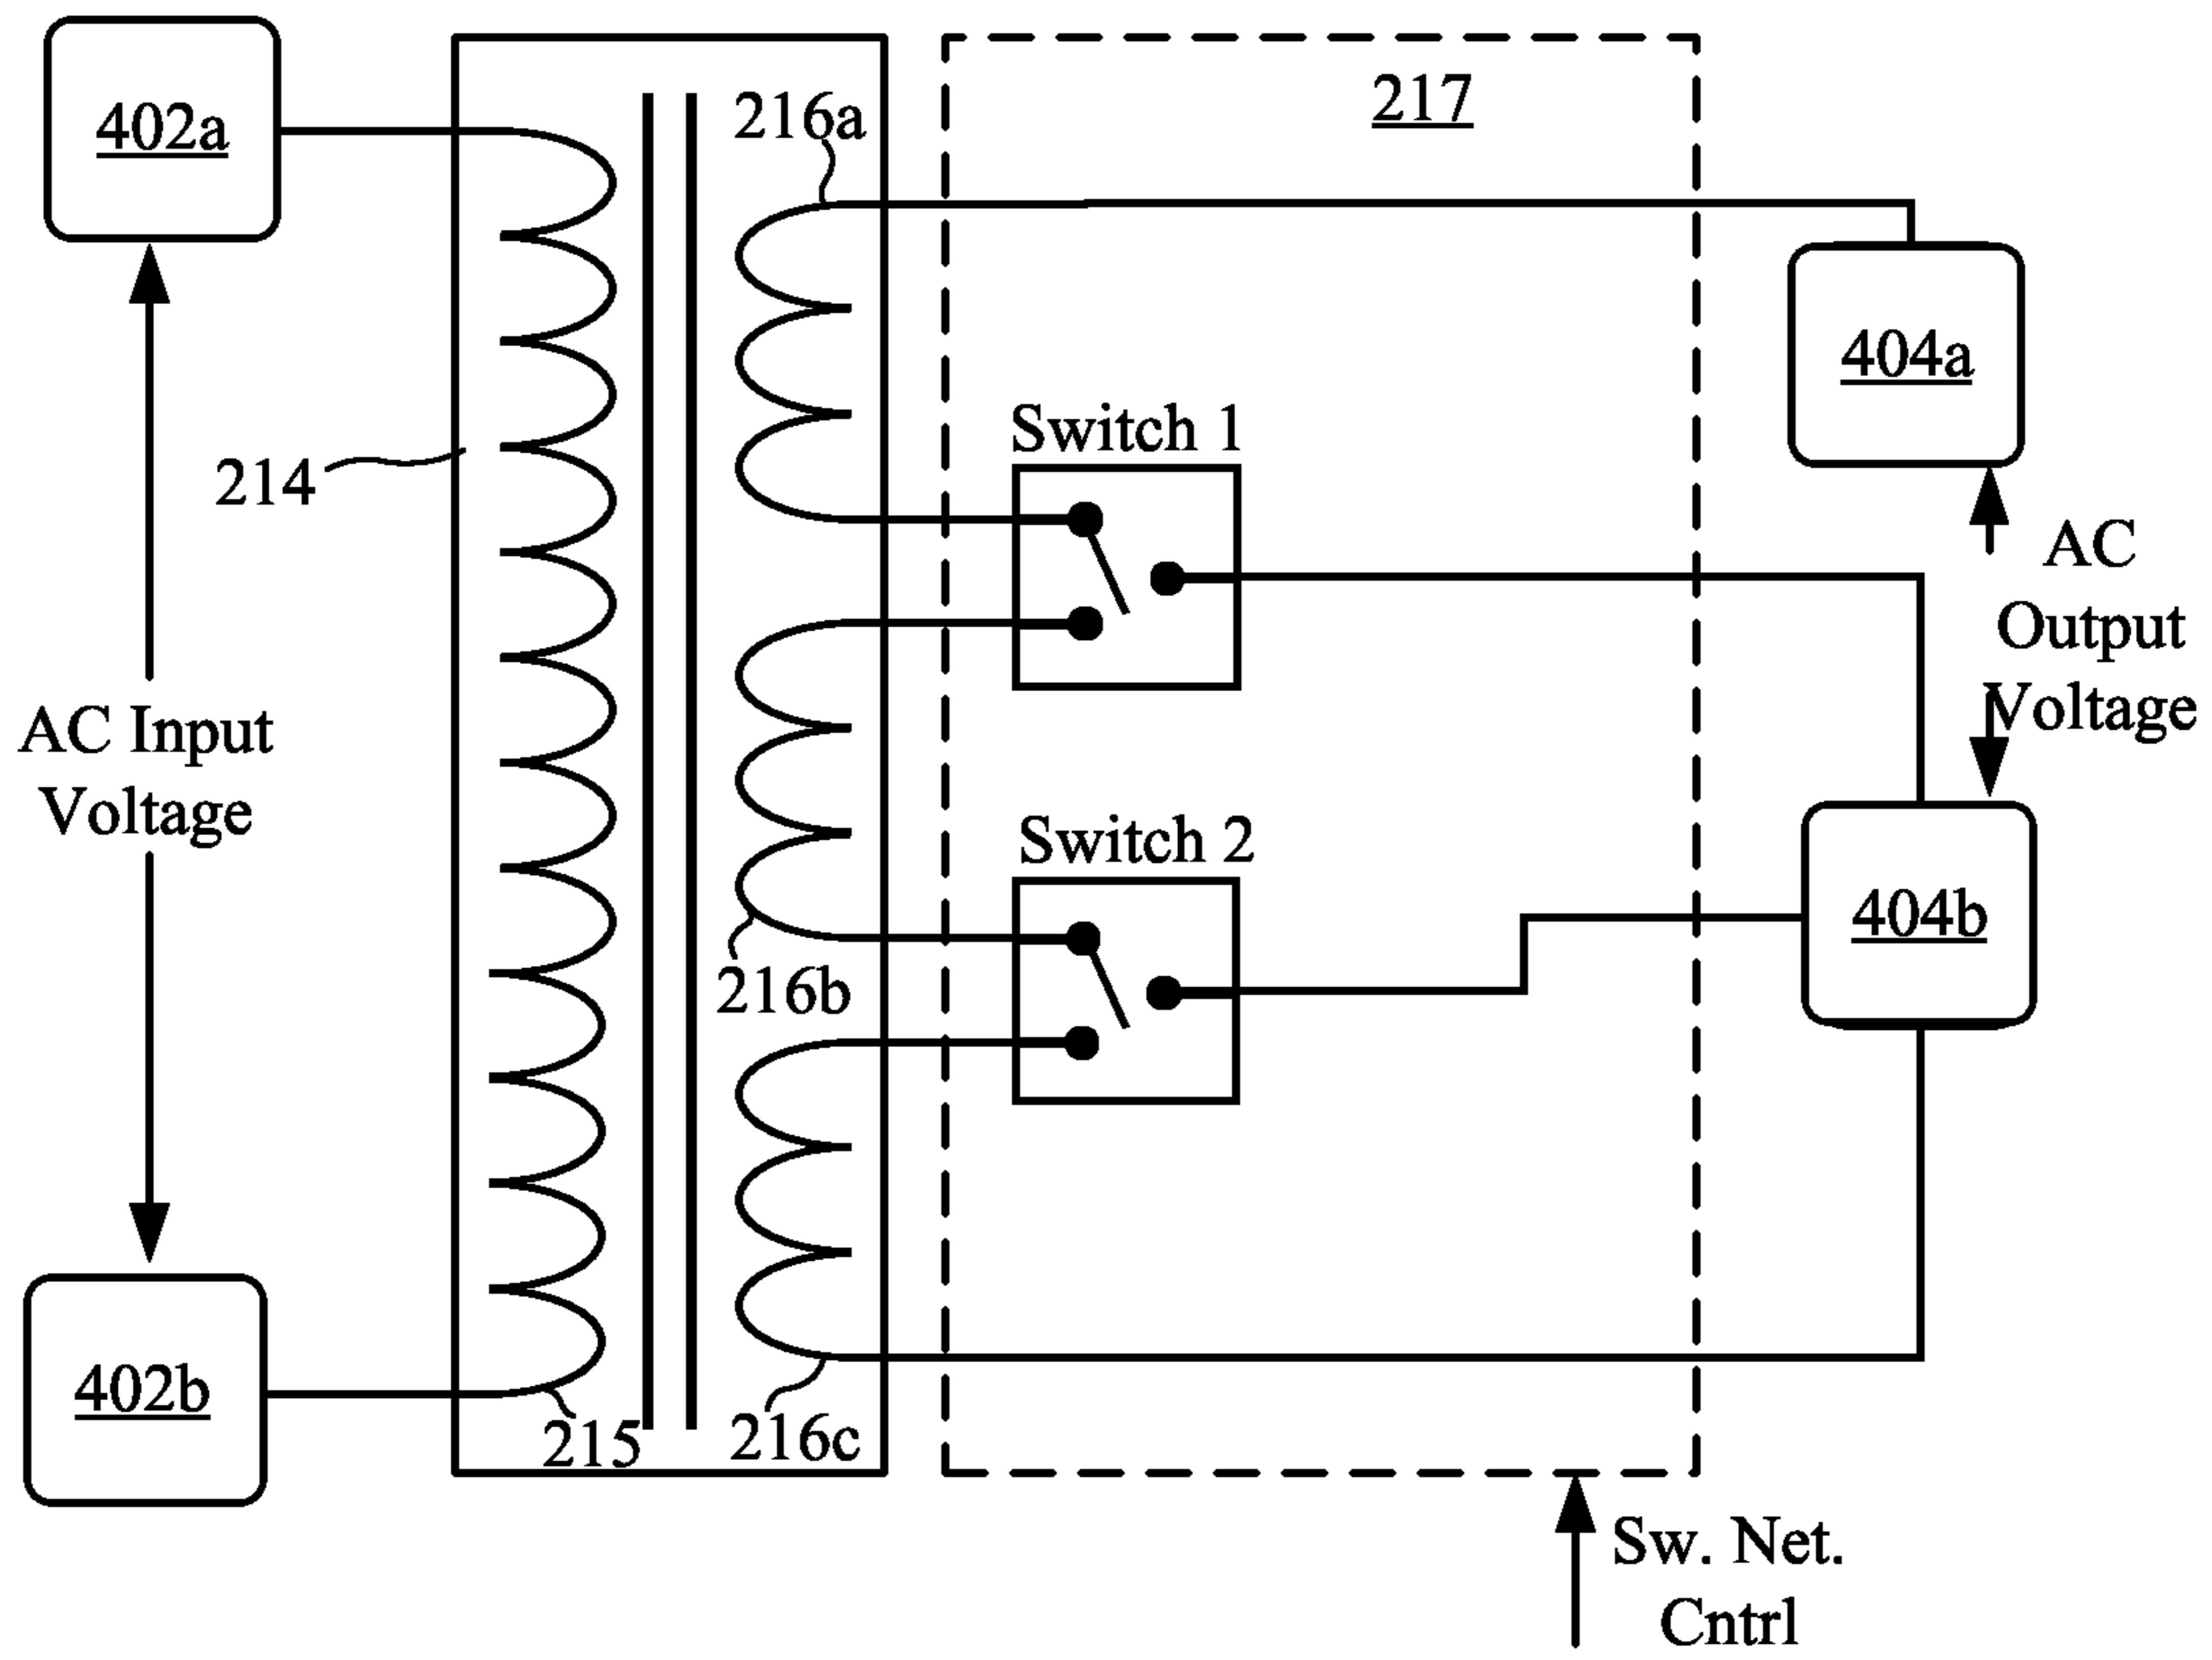 402a
216a
217
404a
Switch 1
214
AC
Output
Voltage
AC Input
Voltage
Switch 2
404b
216b
402b
215
216c
Sw. Net.
Cntrl